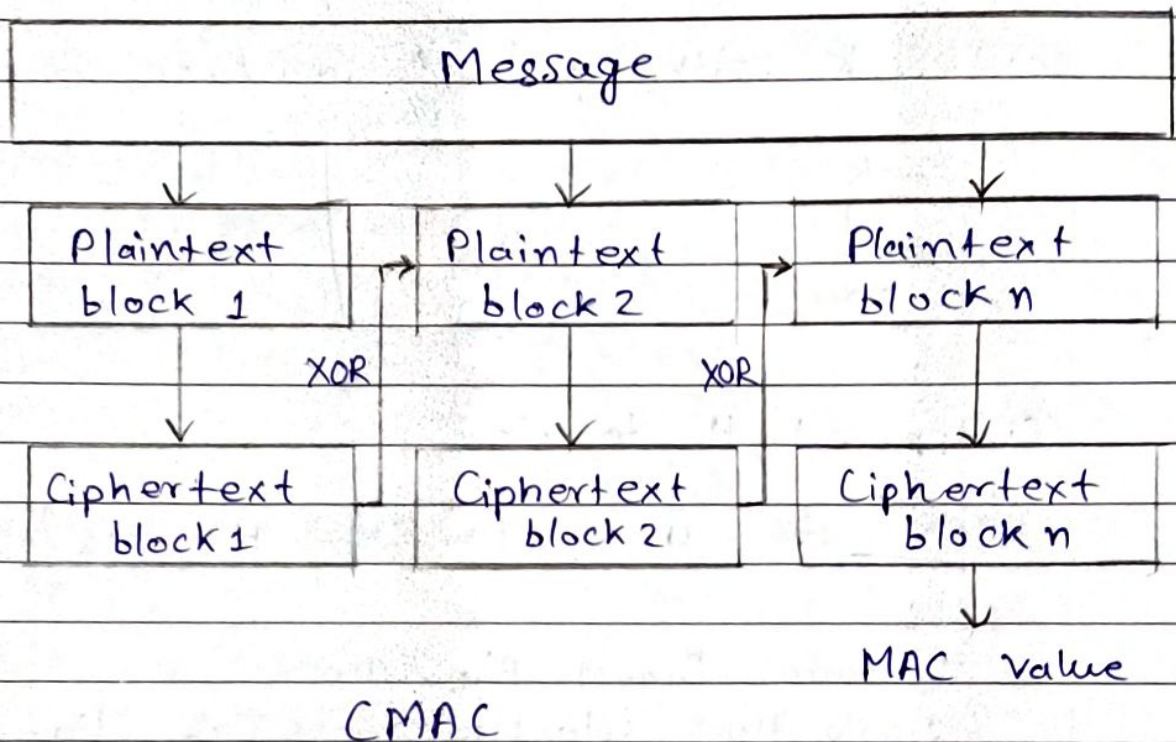 Message
Plaintext
block 1
Plaintext
block 2
Plaintext
block n
XOR
XOR
Ciphertext
block 1
Ciphertext
block 2
Ciphertext
block n
MAC value
CMAC